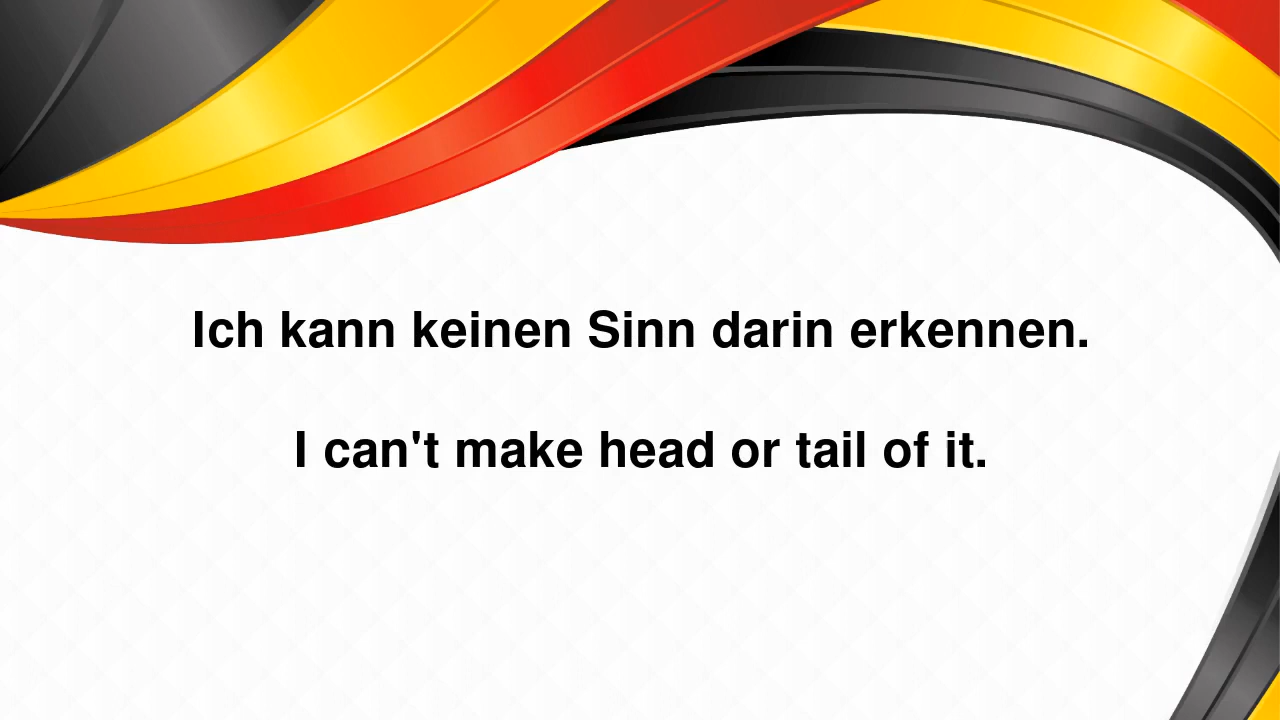 Ich kann keinen Sinn darin erkennen.
I can't make head or tail of it.